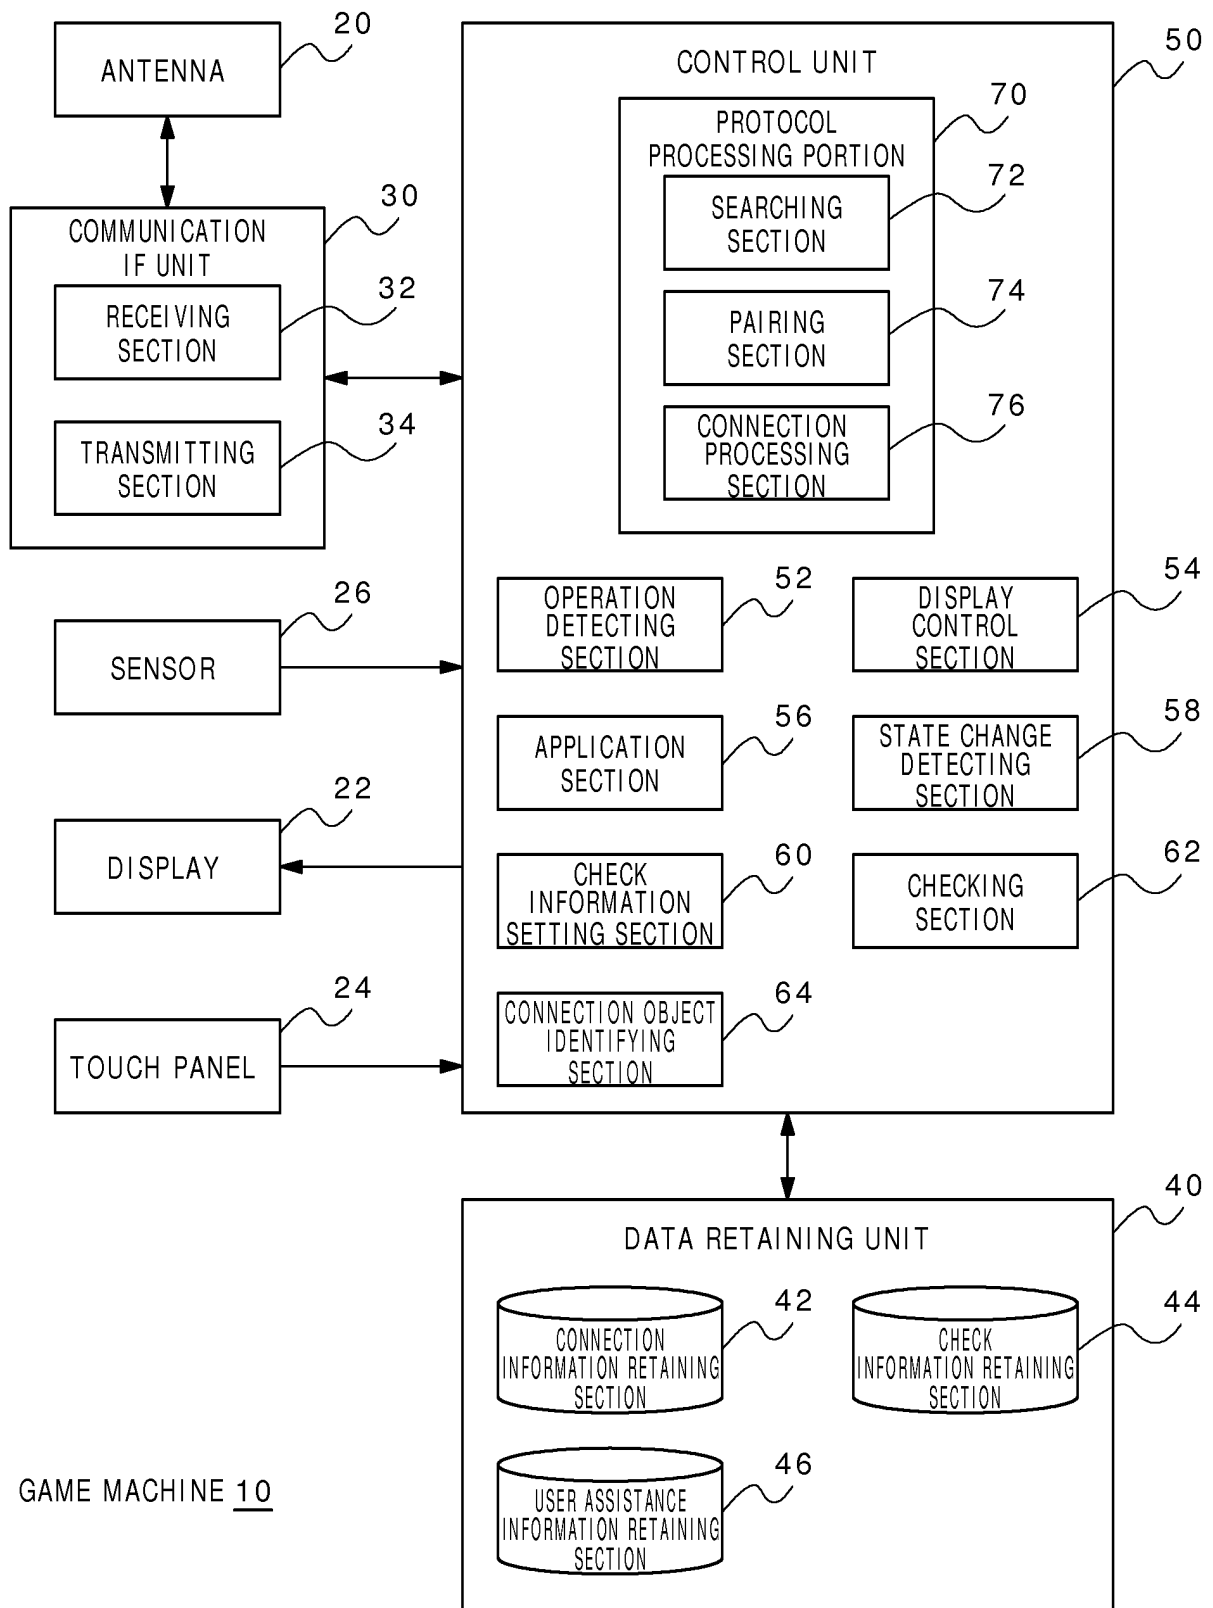 ANTENNA
20
COMMUNICATION
IF UNIT
30
RECEIVING
SECTION
32
TRANSMITTING
SECTION
34
SENSOR
26
DISPLAY
22
TOUCH PANEL
24
CONTROL UNIT
50
PROTOCOL
PROCESSING PORTION
70
SEARCHING
SECTION
72
PAIRING
SECTION
74
CONNECTION
PROCESSING
SECTION
76
OPERATION
DETECTING
SECTION
52
DISPLAY
CONTROL
SECTION
54
APPLICATION
SECTION
56
STATE CHANGE
DETECTING
SECTION
58
CHECK
INFORMATION
SETTING SECTION
60
CHECKING
SECTION
62
CONNECTION OBJECT
IDENTIFYING
SECTION
64
DATA RETAINING UNIT
40
CONNECTION
INFORMATION RETAINING
SECTION
42
CHECK
INFORMATION RETAINING
SECTION
44
USER ASSISTANCE
INFORMATION RETAINING
SECTION
46
GAME MACHINE 10